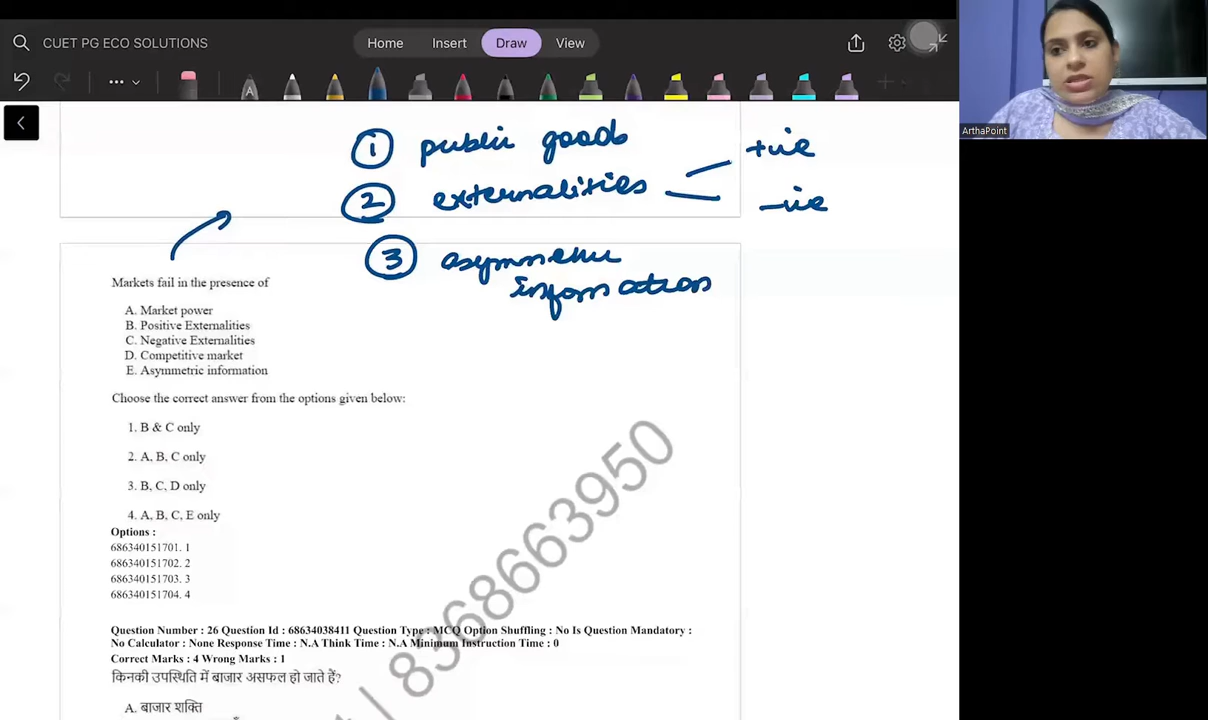 CUET PG ECO SOLUTIONS
Home Insert Draw View
A
ArthaPoint
① public goods
② externalities +ive
-ive
③ asymmetric
information
Markets fail in the presence of
A. Market power
B. Positive Externalities
C. Negative Externalities
D. Competitive market
E. Asymmetric information
Choose the correct answer from the options given below:
1. B & C only
2. A, B, C only
3. B, C, D only
4. A, B, C, E only
Options :
686340151701. 1
686340151702. 2
686340151703. 3
686340151704. 4
Question Number : 26 Question Id : 68634038411 Question Type : MCQ Option Shuffling : No Is Question Mandatory :
No Calculator : None Response Time : N.A Think Time : N.A Minimum Instruction Time : 0
Correct Marks : 4 Wrong Marks : 1
किनकी उपस्थिति में बाजार असफल हो जाते हैं?
A. बाजार शक्ति
| 8368663950